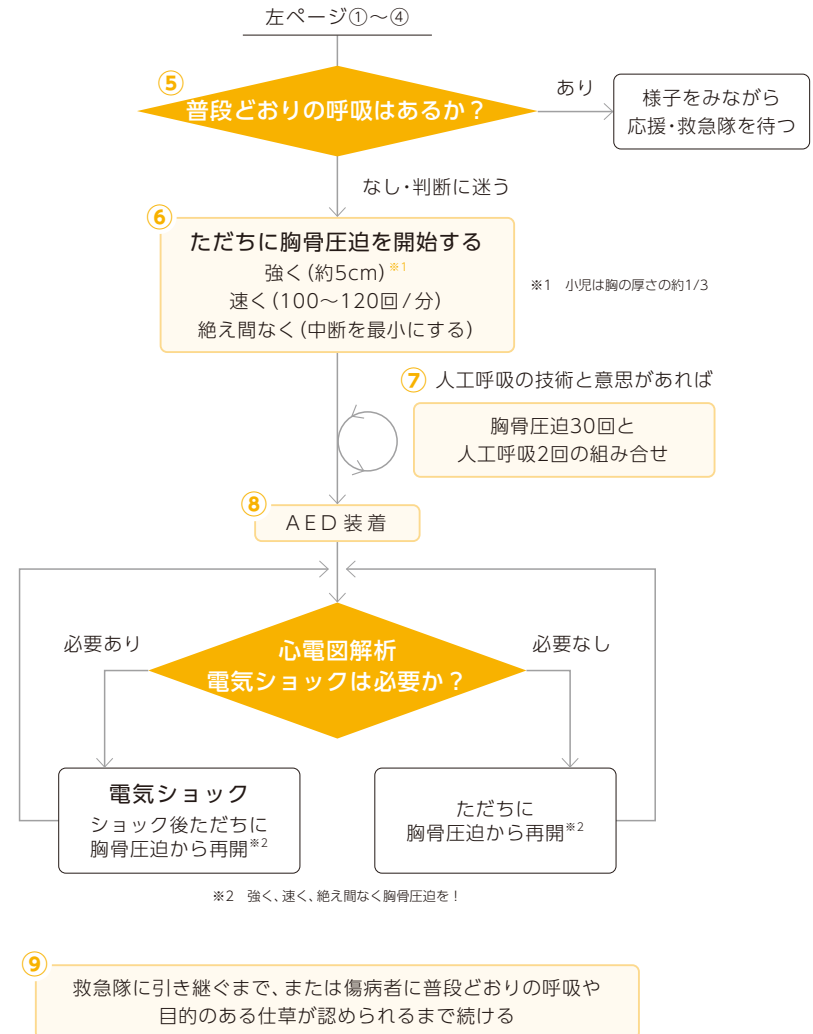 左ページ①〜④
⑤
普段どおりの呼吸はあるか？
あり
様子をみながら
応援・救急隊を待つ
なし・判断に迷う
⑥
ただちに胸骨圧迫を開始する
強く（約5cm）※1
速く（100〜120回/分）
絶え間なく（中断を最小にする）
※1　小児は胸の厚さの約1/3
⑦ 人工呼吸の技術と意思があれば
胸骨圧迫30回と
人工呼吸2回の組み合せ
⑧
AED装着
必要あり
心電図解析
電気ショックは必要か？
必要なし
電気ショック
ショック後ただちに
胸骨圧迫から再開※2
ただちに
胸骨圧迫から再開※2
※2　強く、速く、絶え間なく胸骨圧迫を！
⑨
救急隊に引き継ぐまで、または傷病者に普段どおりの呼吸や
目的のある仕草が認められるまで続ける